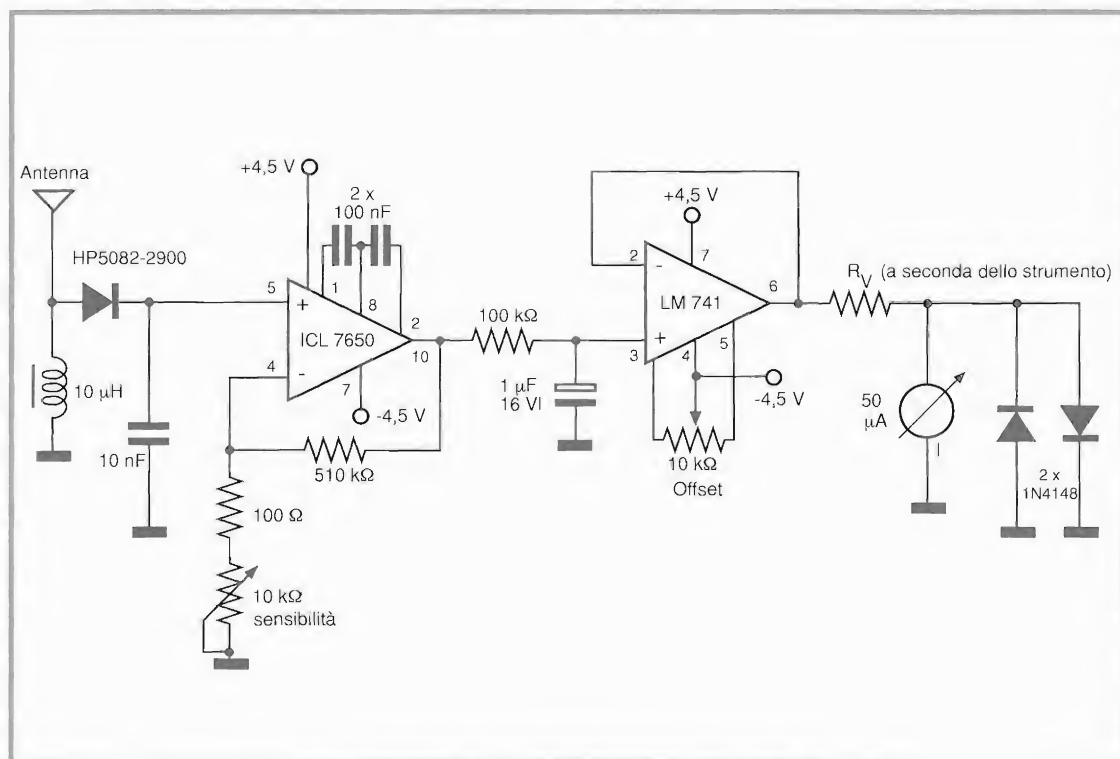 Antenna
HP5082-2900
10 µH
10 nF
+4,5 V
2 x
100 nF
5
+
1
8
2
ICL 7650
10
4
-
7
-4,5 V
510 kΩ
100 Ω
10 kΩ
sensibilità
100 kΩ
1 µF
16 Vl
+4,5 V
2
-
7
LM 741
6
+
3
4
5
-4,5 V
10 kΩ
Offset
RV (a seconda dello strumento)
50
µA
I
2 x
1N4148